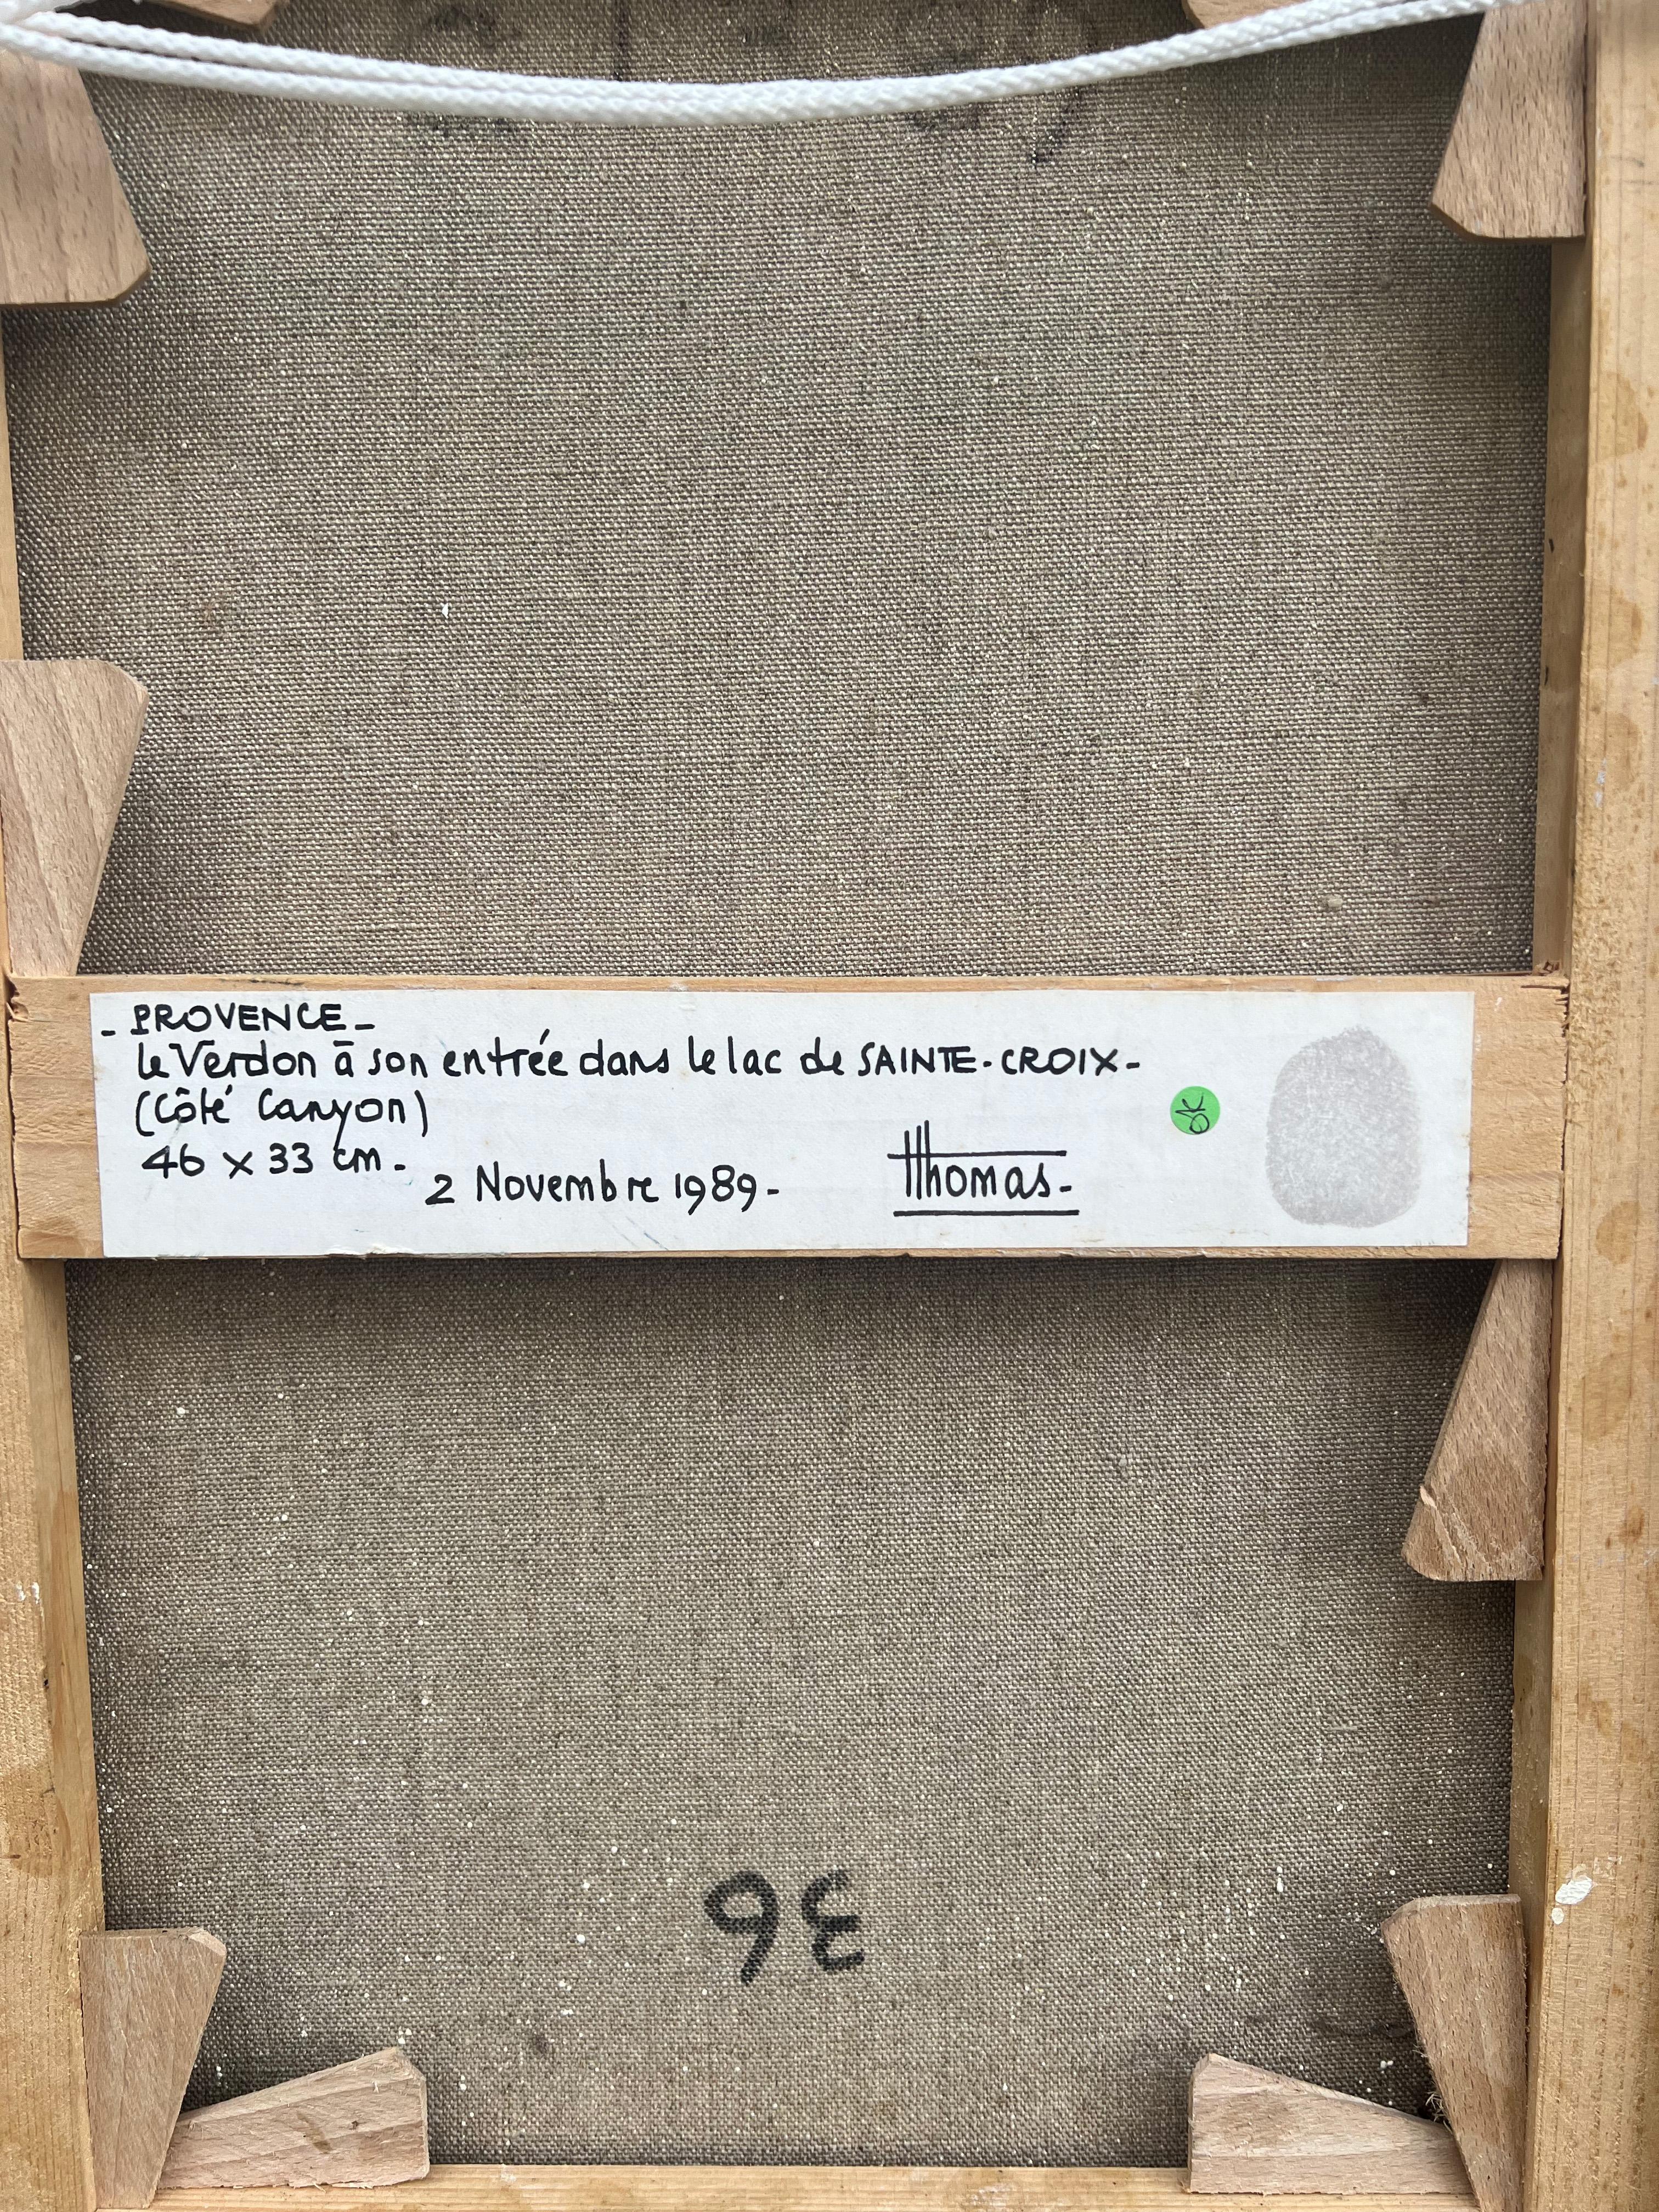 - PROVENCE -
le Verdon à son entrée dans le lac de SAINTE-CROIX -
(Côté Canyon)
46 x 33 cm -
2 Novembre 1989 -
Thomas -
OK
36